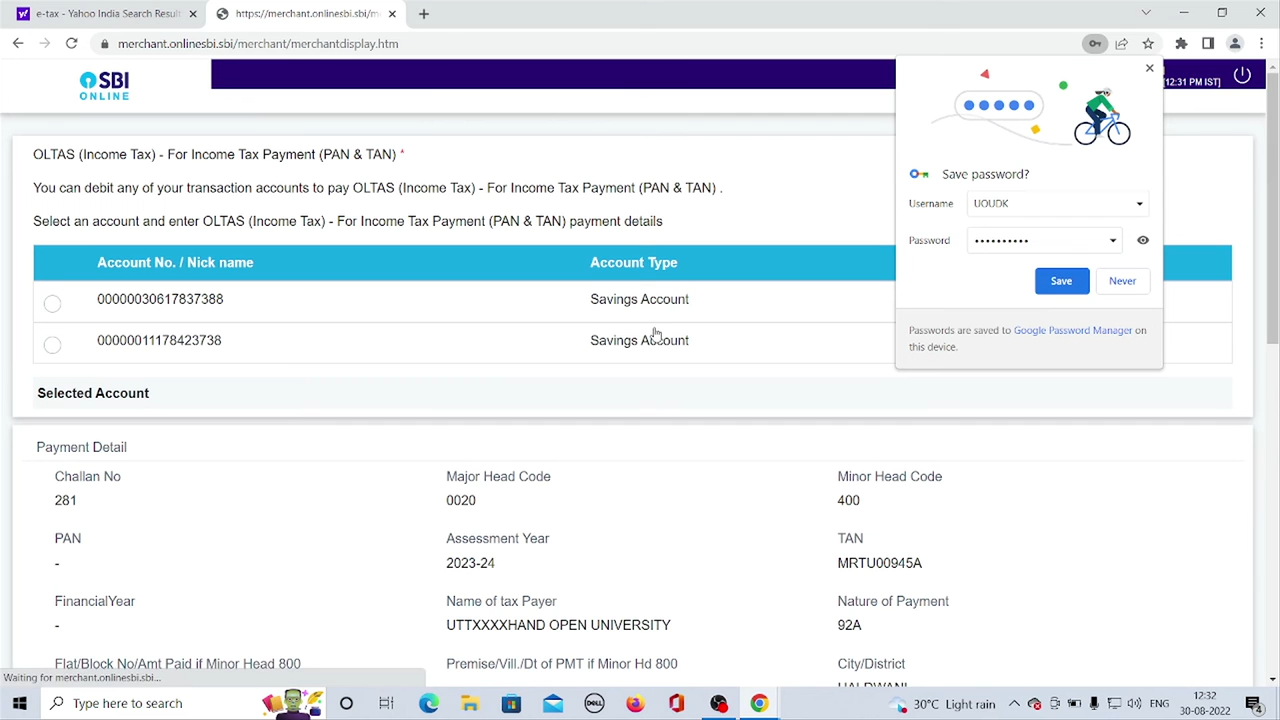 e-tax - Yahoo India Search Result
https://merchant.onlinesbi.sbi/me
merchant.onlinesbi.sbi/merchant/merchantdisplay.htm
SBI
ONLINE
[12:31 PM IST]
OLTAS (Income Tax) - For Income Tax Payment (PAN & TAN) *
You can debit any of your transaction accounts to pay OLTAS (Income Tax) - For Income Tax Payment (PAN & TAN) .
Select an account and enter OLTAS (Income Tax) - For Income Tax Payment (PAN & TAN) payment details
Save password?
Username UOUDK
Password ••••••••••
Save Never
Passwords are saved to Google Password Manager on
this device.
Account No. / Nick name Account Type
00000030617837388 Savings Account
00000011178423738 Savings Account
Selected Account
Payment Detail
Challan No Major Head Code Minor Head Code
281 0020 400
PAN Assessment Year TAN
- 2023-24 MRTU00945A
FinancialYear Name of tax Payer Nature of Payment
- UTTXXXXHAND OPEN UNIVERSITY 92A
Flat/Block No/Amt Paid if Minor Head 800 Premise/Vill./Dt of PMT if Minor Hd 800 City/District
HALDWANI
Waiting for merchant.onlinesbi.sbi...
Type here to search
DELL
30°C Light rain
ENG
12:32
30-08-2022
4